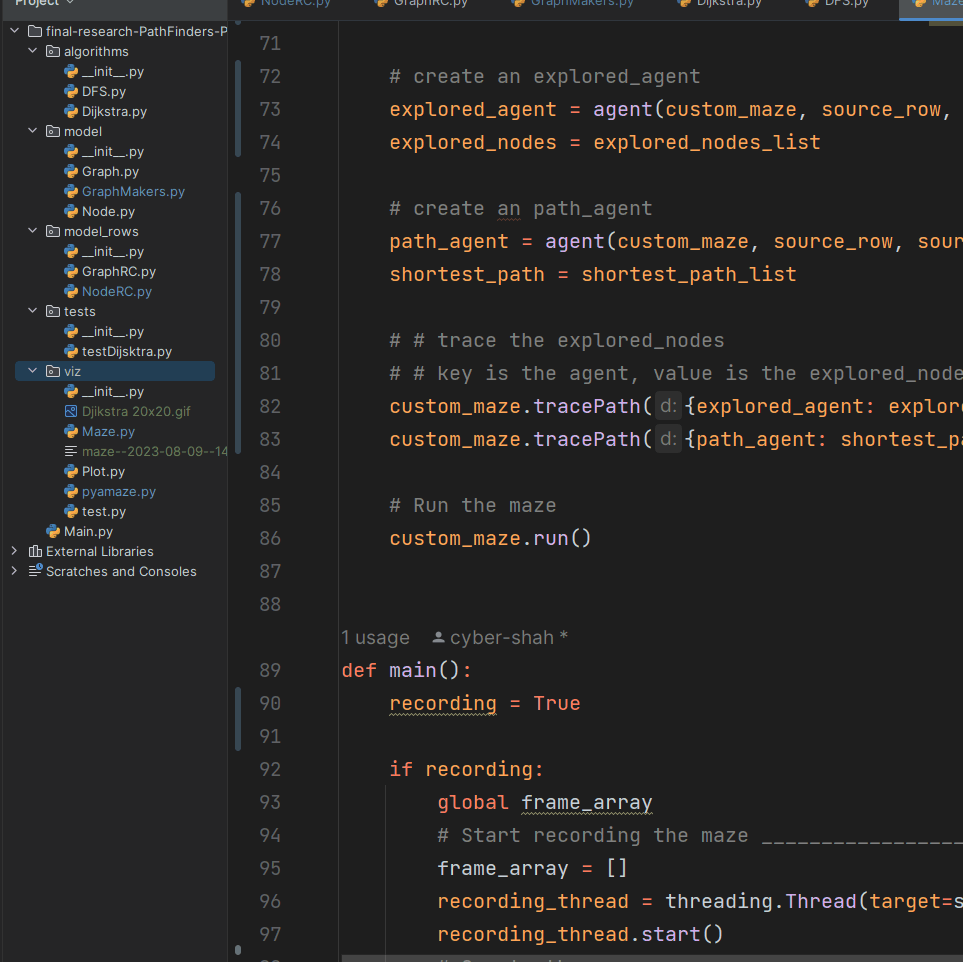 Project
NodeRC.py GraphRC.py GraphMakers.py Dijkstra.py DFS.py
final-research-PathFinders-P
algorithms
__init__.py
DFS.py
Dijkstra.py
model
__init__.py
Graph.py
GraphMakers.py
Node.py
model_rows
__init__.py
GraphRC.py
NodeRC.py
tests
__init__.py
testDijsktra.py
viz
__init__.py
Djikstra 20x20.gif
Maze.py
maze--2023-08-09--14
Plot.py
pyamaze.py
test.py
Main.py
External Libraries
Scratches and Consoles
71
72 # create an explored_agent
73 explored_agent = agent(custom_maze, source_row,
74 explored_nodes = explored_nodes_list
75
76 # create an path_agent
77 path_agent = agent(custom_maze, source_row, sour
78 shortest_path = shortest_path_list
79
80 # # trace the explored_nodes
81 # # key is the agent, value is the explored_node
82 custom_maze.tracePath( d: {explored_agent: explore
83 custom_maze.tracePath( d: {path_agent: shortest_pa
84
85 # Run the maze
86 custom_maze.run()
87
88
1 usage cyber-shah *
89 def main():
90 recording = True
91
92 if recording:
93 global frame_array
94 # Start recording the maze _________________
95 frame_array = []
96 recording_thread = threading.Thread(target=s
97 recording_thread.start()